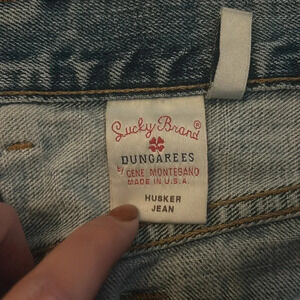 Lucky Brand®
DUNGAREES
by GENE MONTESANO
MADE IN U.S.A.
HUSKER
JEAN